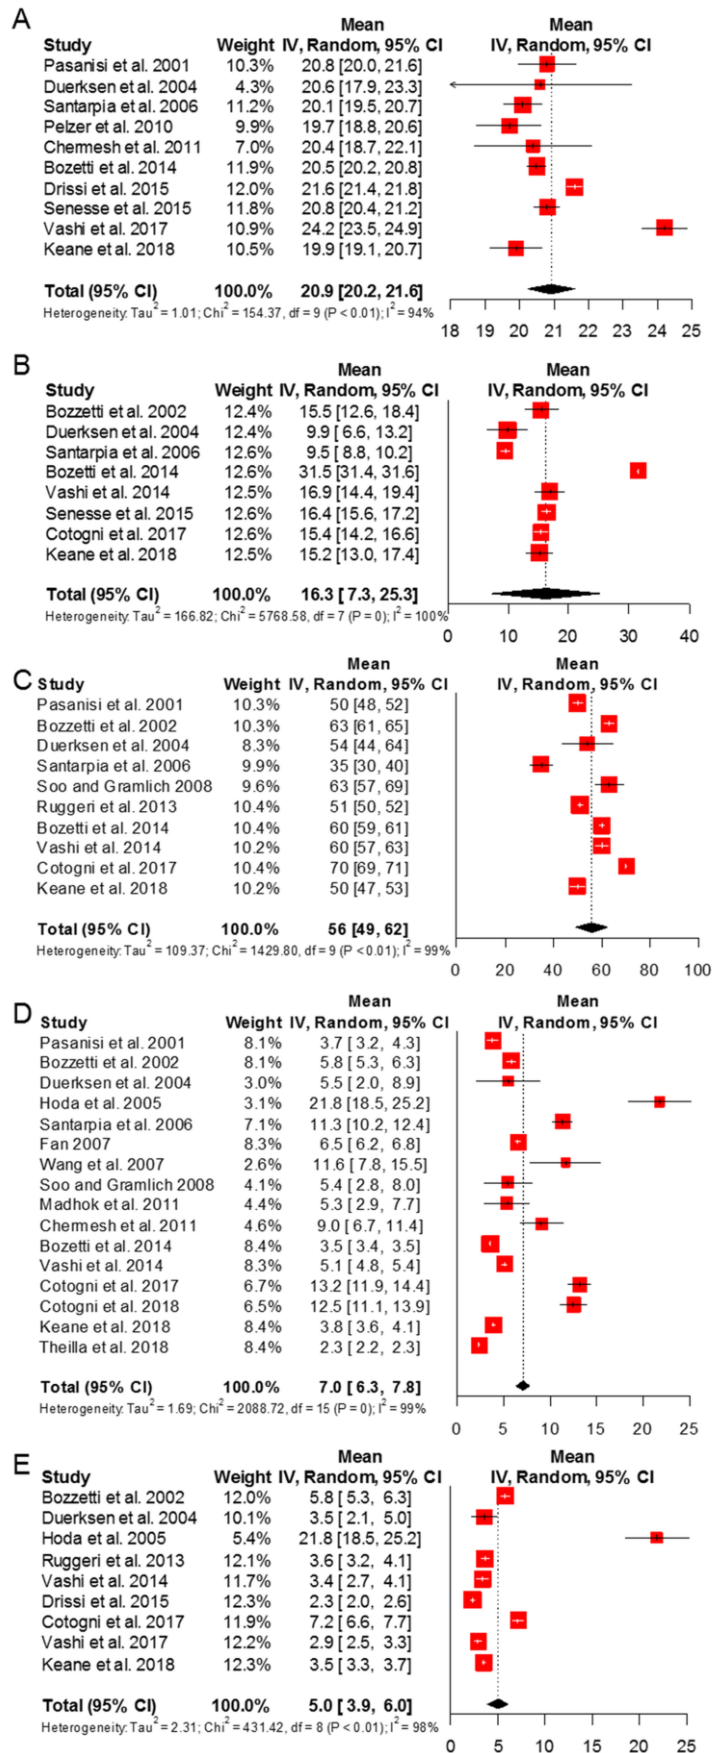 A
Mean Mean
Study Weight IV, Random, 95% CI IV, Random, 95% CI
Pasanisi et al. 2001 10.3% 20.8 [20.0, 21.6]
Duerksen et al. 2004 4.3% 20.6 [17.9, 23.3]
Santarpia et al. 2006 11.2% 20.1 [19.5, 20.7]
Pelzer et al. 2010 9.9% 19.7 [18.8, 20.6]
Chermesh et al. 2011 7.0% 20.4 [18.7, 22.1]
Bozetti et al. 2014 11.9% 20.5 [20.2, 20.8]
Drissi et al. 2015 12.0% 21.6 [21.4, 21.8]
Senesse et al. 2015 11.8% 20.8 [20.4, 21.2]
Vashi et al. 2017 10.9% 24.2 [23.5, 24.9]
Keane et al. 2018 10.5% 19.9 [19.1, 20.7]
Total (95% CI) 100.0% 20.9 [20.2, 21.6]
Heterogeneity: Tau² = 1.01; Chi² = 154.37, df = 9 (P < 0.01); I² = 94%
18 19 20 21 22 23 24 25
B
Mean Mean
Study Weight IV, Random, 95% CI IV, Random, 95% CI
Bozzetti et al. 2002 12.4% 15.5 [12.6, 18.4]
Duerksen et al. 2004 12.4% 9.9 [ 6.6, 13.2]
Santarpia et al. 2006 12.6% 9.5 [ 8.8, 10.2]
Bozetti et al. 2014 12.6% 31.5 [31.4, 31.6]
Vashi et al. 2014 12.5% 16.9 [14.4, 19.4]
Senesse et al. 2015 12.6% 16.4 [15.6, 17.2]
Cotogni et al. 2017 12.6% 15.4 [14.2, 16.6]
Keane et al. 2018 12.5% 15.2 [13.0, 17.4]
Total (95% CI) 100.0% 16.3 [ 7.3, 25.3]
Heterogeneity: Tau² = 166.82; Chi² = 5768.58, df = 7 (P = 0); I² = 100%
0 10 20 30 40
C
Mean Mean
Study Weight IV, Random, 95% CI IV, Random, 95% CI
Pasanisi et al. 2001 10.3% 50 [48, 52]
Bozzetti et al. 2002 10.3% 63 [61, 65]
Duerksen et al. 2004 8.3% 54 [44, 64]
Santarpia et al. 2006 9.9% 35 [30, 40]
Soo and Gramlich 2008 9.6% 63 [57, 69]
Ruggeri et al. 2013 10.4% 51 [50, 52]
Bozetti et al. 2014 10.4% 60 [59, 61]
Vashi et al. 2014 10.2% 60 [57, 63]
Cotogni et al. 2017 10.4% 70 [69, 71]
Keane et al. 2018 10.2% 50 [47, 53]
Total (95% CI) 100.0% 56 [49, 62]
Heterogeneity: Tau² = 109.37; Chi² = 1429.80, df = 9 (P < 0.01); I² = 99%
0 20 40 60 80 100
D
Mean Mean
Study Weight IV, Random, 95% CI IV, Random, 95% CI
Pasanisi et al. 2001 8.1% 3.7 [ 3.2, 4.3]
Bozzetti et al. 2002 8.1% 5.8 [ 5.3, 6.3]
Duerksen et al. 2004 3.0% 5.5 [ 2.0, 8.9]
Hoda et al. 2005 3.1% 21.8 [18.5, 25.2]
Santarpia et al. 2006 7.1% 11.3 [10.2, 12.4]
Fan 2007 8.3% 6.5 [ 6.2, 6.8]
Wang et al. 2007 2.6% 11.6 [ 7.8, 15.5]
Soo and Gramlich 2008 4.1% 5.4 [ 2.8, 8.0]
Madhok et al. 2011 4.4% 5.3 [ 2.9, 7.7]
Chermesh et al. 2011 4.6% 9.0 [ 6.7, 11.4]
Bozetti et al. 2014 8.4% 3.5 [ 3.4, 3.5]
Vashi et al. 2014 8.3% 5.1 [ 4.8, 5.4]
Cotogni et al. 2017 6.7% 13.2 [11.9, 14.4]
Cotogni et al. 2018 6.5% 12.5 [11.1, 13.9]
Keane et al. 2018 8.4% 3.8 [ 3.6, 4.1]
Theilla et al. 2018 8.4% 2.3 [ 2.2, 2.3]
Total (95% CI) 100.0% 7.0 [ 6.3, 7.8]
Heterogeneity: Tau² = 1.69; Chi² = 2088.72, df = 15 (P = 0); I² = 99%
0 5 10 15 20 25
E
Mean Mean
Study Weight IV, Random, 95% CI IV, Random, 95% CI
Bozzetti et al. 2002 12.0% 5.8 [ 5.3, 6.3]
Duerksen et al. 2004 10.1% 3.5 [ 2.1, 5.0]
Hoda et al. 2005 5.4% 21.8 [18.5, 25.2]
Ruggeri et al. 2013 12.1% 3.6 [ 3.2, 4.1]
Vashi et al. 2014 11.7% 3.4 [ 2.7, 4.1]
Drissi et al. 2015 12.3% 2.3 [ 2.0, 2.6]
Cotogni et al. 2017 11.9% 7.2 [ 6.6, 7.7]
Vashi et al. 2017 12.2% 2.9 [ 2.5, 3.3]
Keane et al. 2018 12.3% 3.5 [ 3.3, 3.7]
Total (95% CI) 100.0% 5.0 [ 3.9, 6.0]
Heterogeneity: Tau² = 2.31; Chi² = 431.42, df = 8 (P < 0.01); I² = 98%
0 5 10 15 20 25